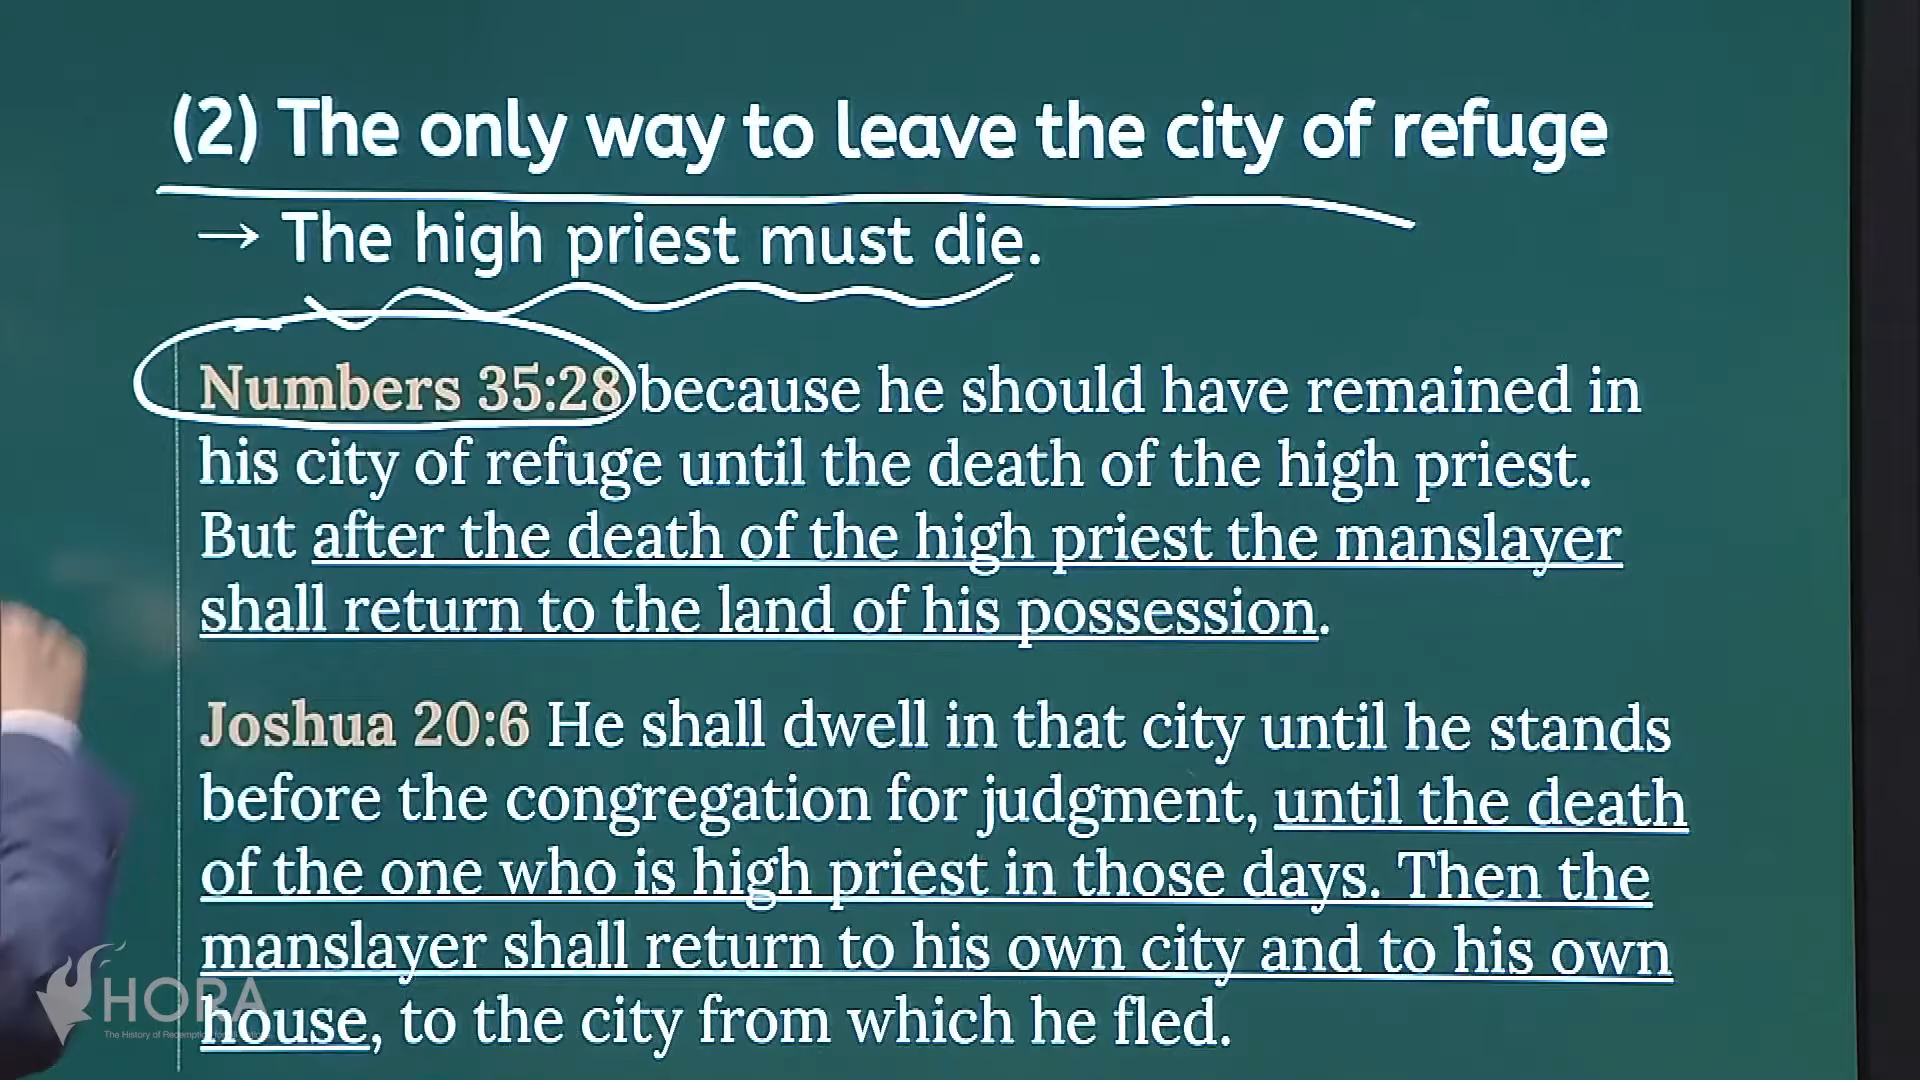 (2) The only way to leave the city of refuge
→ The high priest must die.
Numbers 35:28 because he should have remained in
his city of refuge until the death of the high priest.
But after the death of the high priest the manslayer
shall return to the land of his possession.
Joshua 20:6 He shall dwell in that city until he stands
before the congregation for judgment, until the death
of the one who is high priest in those days. Then the
manslayer shall return to his own city and to his own
house, to the city from which he fled.
HORA
The History of Redemption